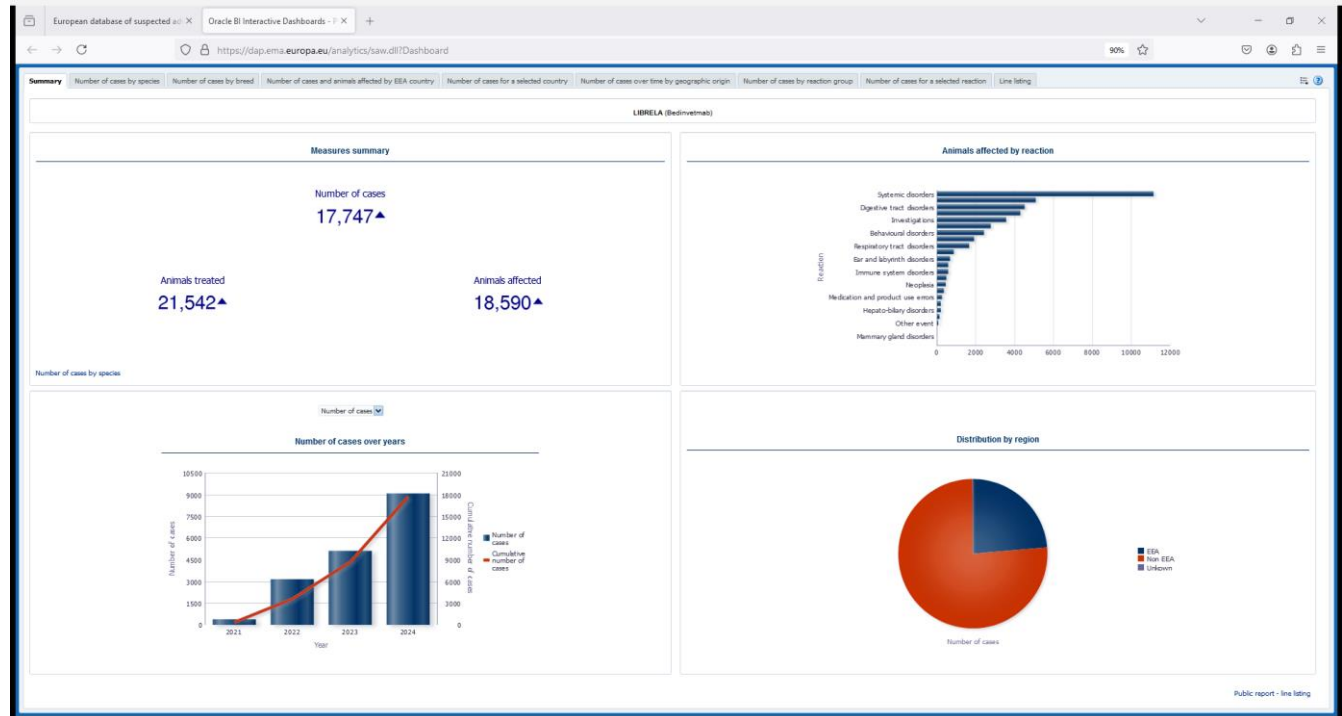 European database of suspected ad
Oracle BI Interactive Dashboards - P
https://dap.ema.europa.eu/analytics/saw.dll?Dashboard
90%
Summary
Number of cases by species
Number of cases by breed
Number of cases and animals affected by EEA country
Number of cases for a selected country
Number of cases over time by geographic origin
Number of cases by reaction group
Number of cases for a selected reaction
Line listing
LIBRELA (Bedinvetmab)
Measures summary
Number of cases
17,747
Animals treated
21,542
Animals affected
18,590
Number of cases by species
Animals affected by reaction
Reaction
Systemic disorders
Digestive tract disorders
Investigations
Behavioural disorders
Respiratory tract disorders
Ear and labyrinth disorders
Immune system disorders
Neoplasia
Medication and product use errors
Hepato-biliary disorders
Other event
Mammary gland disorders
0 2000 4000 6000 8000 10000 12000
Number of cases
Number of cases over years
Number of cases
10500
9000
7500
6000
4500
3000
1500
0
21000
18000
15000
12000
9000
6000
3000
0
Cumulative number of cases
2021 2022 2023 2024
Year
Number of
cases
Cumulative
number of
cases
Distribution by region
EEA
Non EEA
Unkown
Number of cases
Public report - line listing